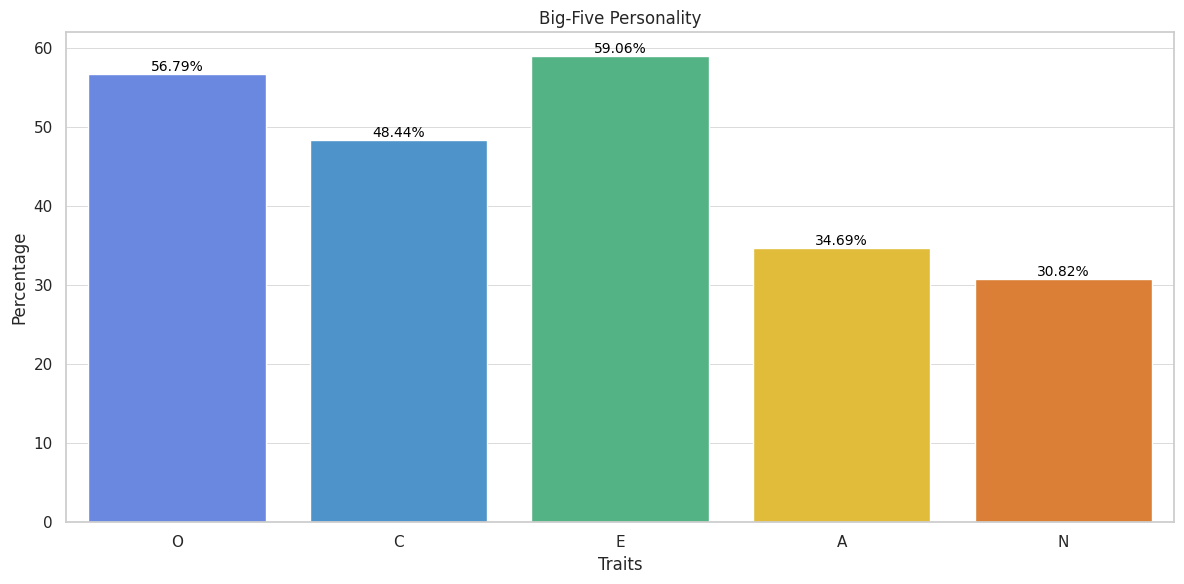 Big-Five Personality
60
50
40
30
20
10
0
Percentage
56.79%
48.44%
59.06%
34.69%
30.82%
O
C
E
A
N
Traits